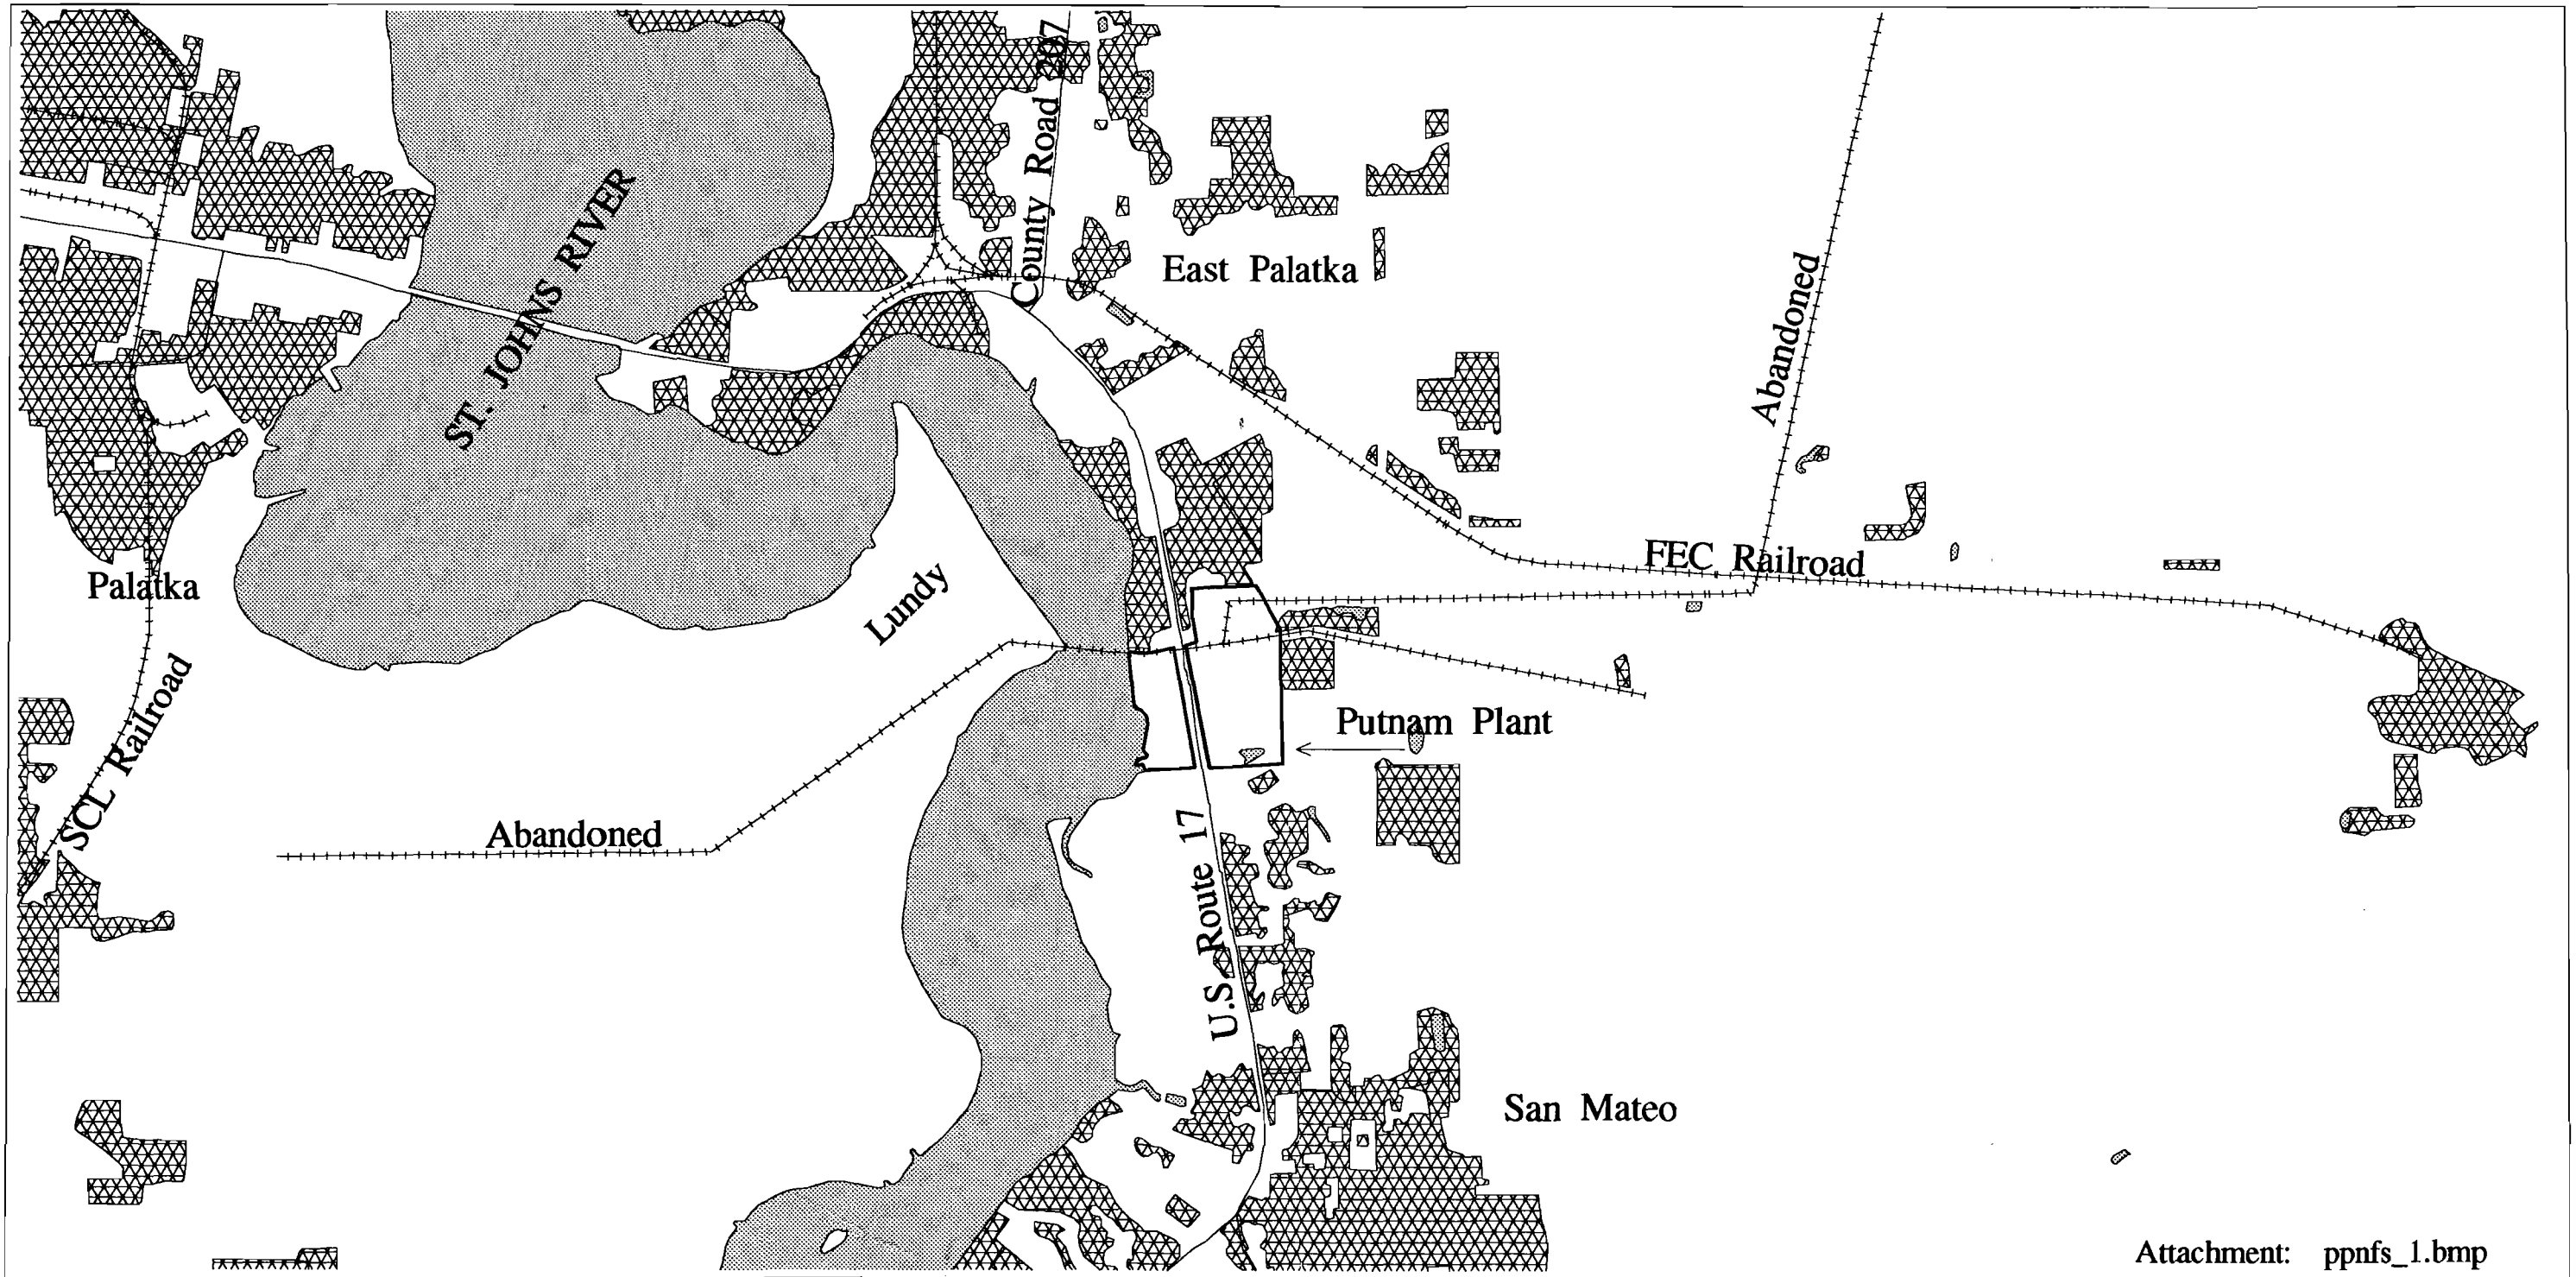 County Road 207
ST. JOHNS RIVER
East Palatka
Abandoned
FEC Railroad
Palatka
Lundy
SCL Railroad
Putnam Plant
Abandoned
U.S. Route 17
San Mateo
Attachment: ppnfs_1.bmp